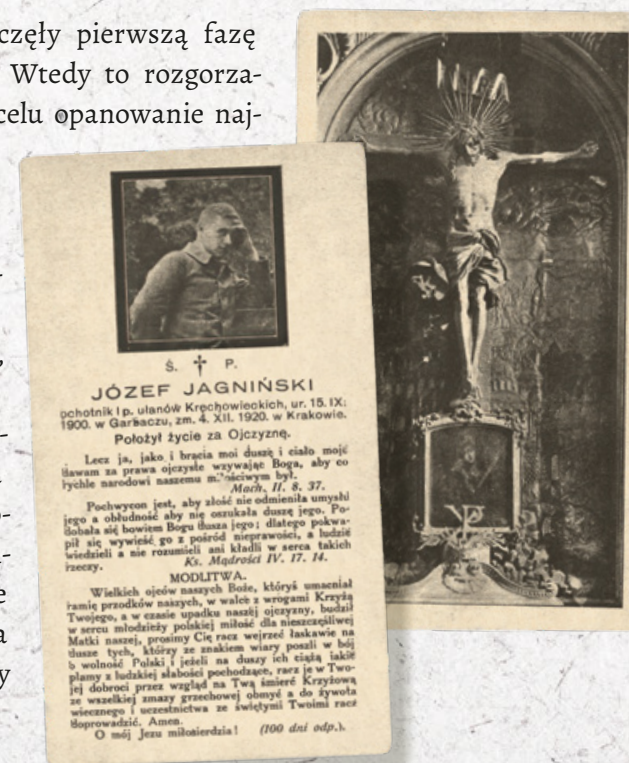 częły pierwszą fazę
Wtedy to rozgorza-
celu opanowanie naj-
Ś. † P.
JÓZEF JAGNIŃSKI
ochotnik I p. ułanów Krechowieckich, ur. 15. IX.
1900. w Garbaczu, zm. 4. XII. 1920. w Krakowie.
Położył życie za Ojczyznę.
Lecz ja, jako i bracia moi duszę i ciało moje
dawam za prawa ojczyste wzywając Boga, aby co
rychle narodowi naszemu miłościwym był.
Mach. II. 8. 37.
Pochwycon jest, aby złość nie odmieniła umysłu
jego a obłudność aby nie oszukała duszę jego. Po-
dobała się bowiem Bogu dusza jego; dlatego pokwa-
pił się wywieść go z pośród nieprawości, a ludzie
wiedzieli a nie rozumieli ani kładli w serca takich
rzeczy.
Ks. Mądrości IV. 17. 14.
MODLITWA.
Wielkich ojców naszych Boże, któryś umacniał
ramię przodków naszych, w walce z wrogami Krzyża
Twojego, a w czasie upadku naszéj ojczyzny, budził
w sercu młodzieży polskiej miłość dla nieszczęśliwej
Matki naszej, prosimy Cię racz wejrzeć łaskawie na
dusze tych, którzy ze znakiem wiary poszli w bój
o wolność Polski i jeżeli na duszy ich ciążą jakie
plamy z ludzkiej słabości pochodzące, racz je w Two-
jej dobroci przez wzgląd na Twą śmierć Krzyżową
ze wszelkiej zmazy grzechowej obmyć a do żywota
wiecznego i uczestnictwa ze świętymi Twoimi racz
doprowadzić. Amen.
O mój Jezu miłosierdzia! (100 dni odp.).